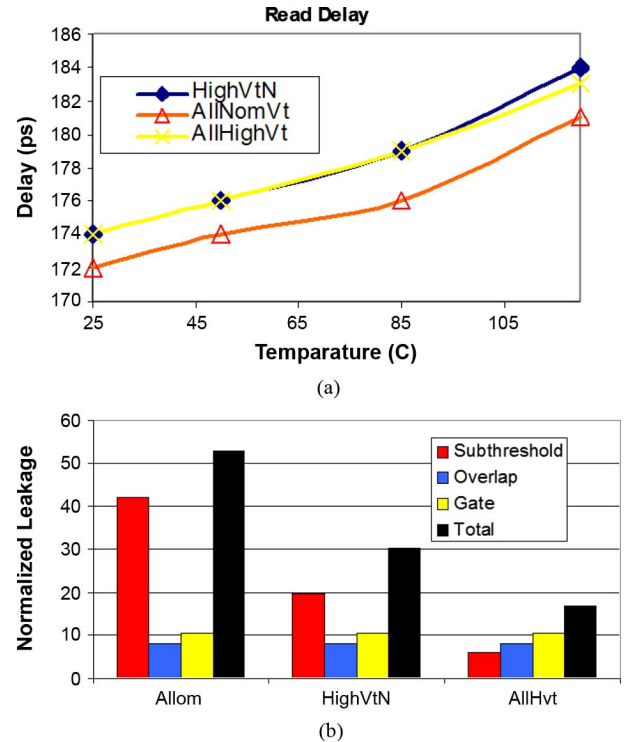 Read Delay
186
184
182
180
178
176
174
172
170
Delay (ps)
HighVtN
AllNomVt
AllHighVt
25
45
65
85
105
Temparature (C)
(a)
60
50
40
30
20
10
0
Normalized Leakage
Subthreshold
Overlap
Gate
Total
Allom
HighVtN
AllHvt
(b)